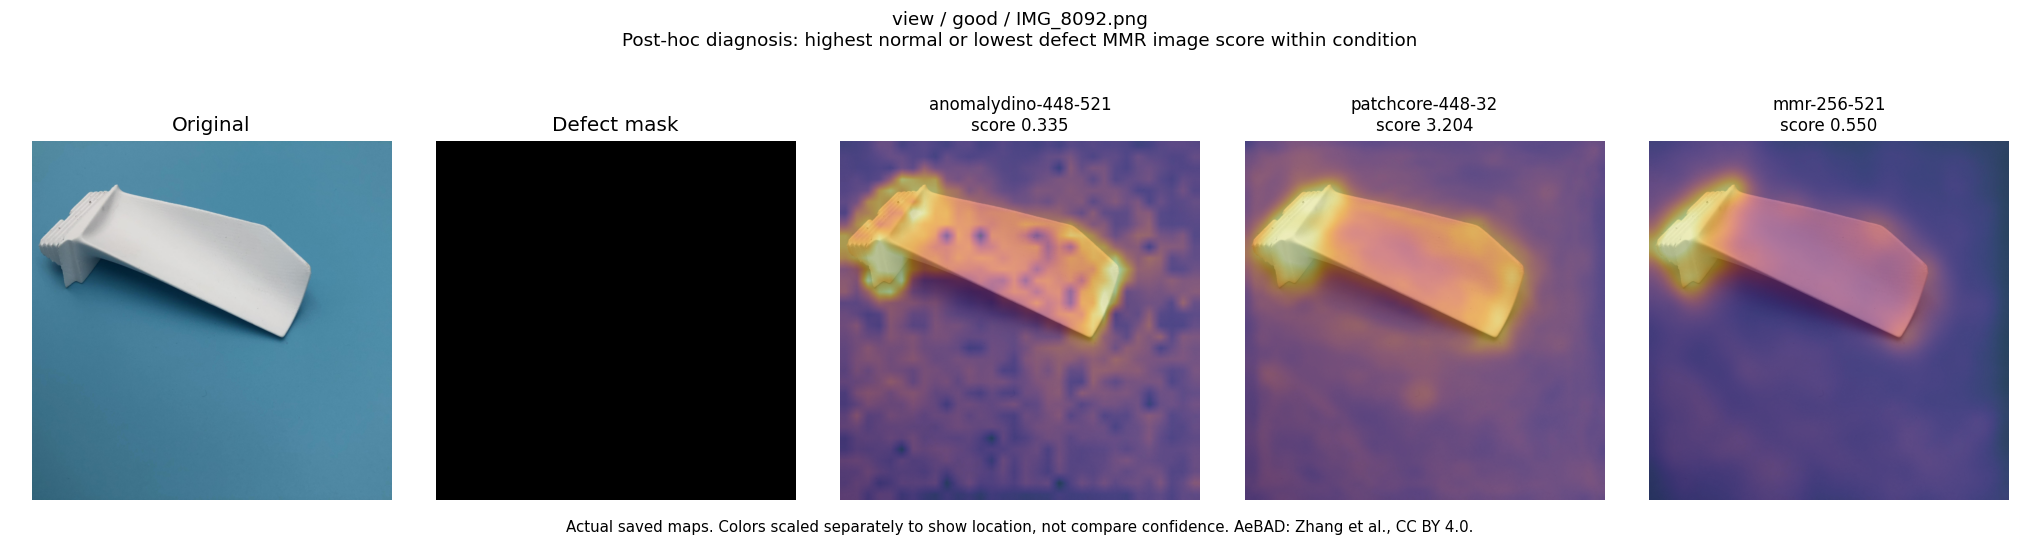 view / good / IMG_8092.png
Post-hoc diagnosis: highest normal or lowest defect MMR image score within condition
Original
Defect mask
anomalydino-448-521
score 0.335
patchcore-448-32
score 3.204
mmr-256-521
score 0.550
Actual saved maps. Colors scaled separately to show location, not compare confidence. AeBAD: Zhang et al., CC BY 4.0.